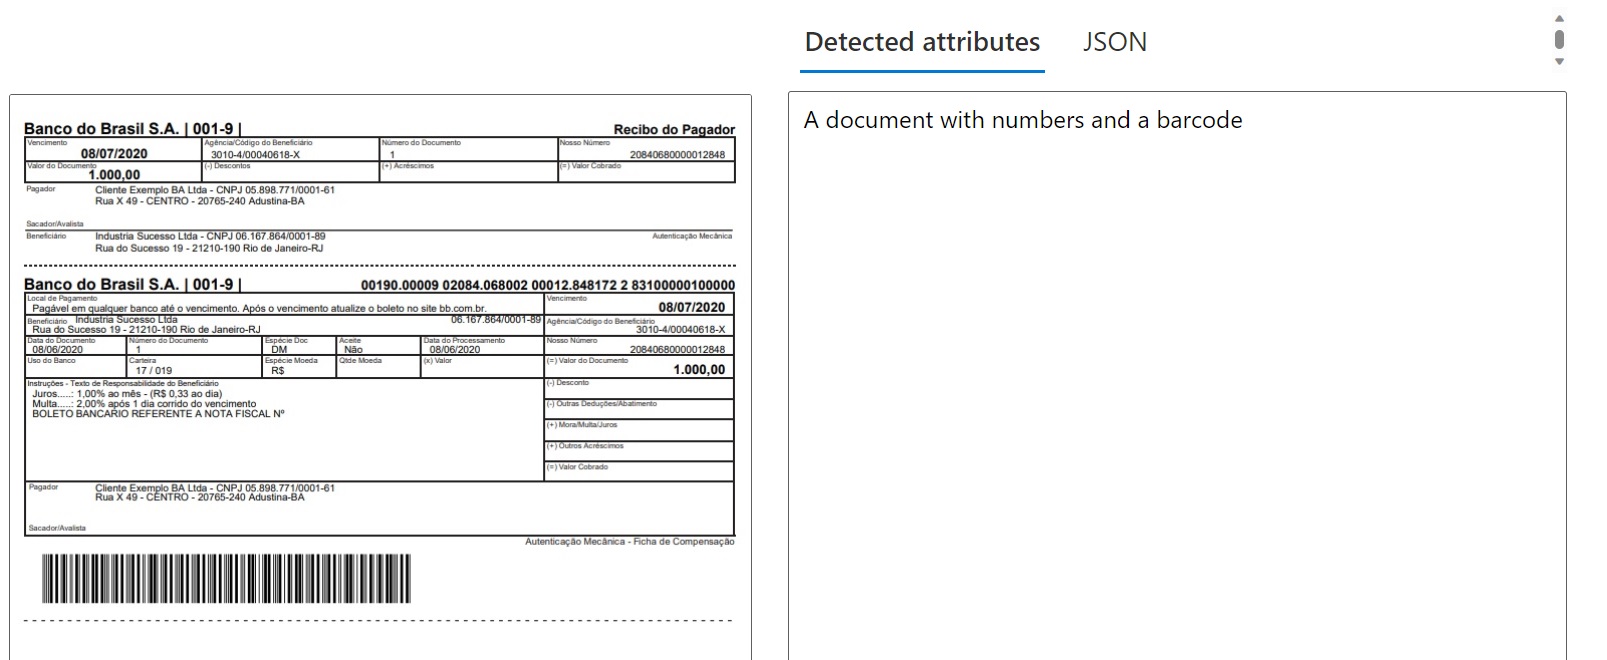 Detected attributes JSON
A document with numbers and a barcode
Banco do Brasil S.A. | 001-9 | Recibo do Pagador
Vencimento Agência/Código do Beneficiário Número do Documento Nosso Número
08/07/2020 3010-4/00040618-X 1 20840680000012848
Valor do Documento (-) Descontos (+) Acréscimos (=) Valor Cobrado
1.000,00
Pagador Cliente Exemplo BA Ltda - CNPJ 05.898.771/0001-61
Rua X 49 - CENTRO - 20765-240 Adustina-BA
Sacador/Avalista
Beneficiário Industria Sucesso Ltda - CNPJ 06.167.864/0001-89 Autenticação Mecânica
Rua do Sucesso 19 - 21210-190 Rio de Janeiro-RJ
Banco do Brasil S.A. | 001-9 | 00190.00009 02084.068002 00012.848172 2 83100000100000
Local de Pagamento Vencimento
Pagável em qualquer banco até o vencimento. Após o vencimento atualize o boleto no site bb.com.br. 08/07/2020
Beneficiário Industria Sucesso Ltda 06.167.864/0001-89 Agência/Código do Beneficiário
Rua do Sucesso 19 - 21210-190 Rio de Janeiro-RJ 3010-4/00040618-X
Data do Documento Número do Documento Espécie Doc Aceite Data do Processamento Nosso Número
08/06/2020 1 DM Não 08/06/2020 20840680000012848
Uso do Banco Carteira Espécie Moeda Qtde Moeda (x) Valor (=) Valor do Documento
17 / 019 R$ 1.000,00
Instruções - Texto de Responsabilidade do Beneficiário (-) Desconto
Juros.....: 1,00% ao mês - (R$ 0,33 ao dia)
Multa.....: 2,00% após 1 dia corrido do vencimento (-) Outras Deduções/Abatimento
BOLETO BANCARIO REFERENTE A NOTA FISCAL Nº
(+) Mora/Multa/Juros
(+) Outros Acréscimos
(=) Valor Cobrado
Pagador Cliente Exemplo BA Ltda - CNPJ 05.898.771/0001-61
Rua X 49 - CENTRO - 20765-240 Adustina-BA
Sacador/Avalista
Autenticação Mecânica - Ficha de Compensação